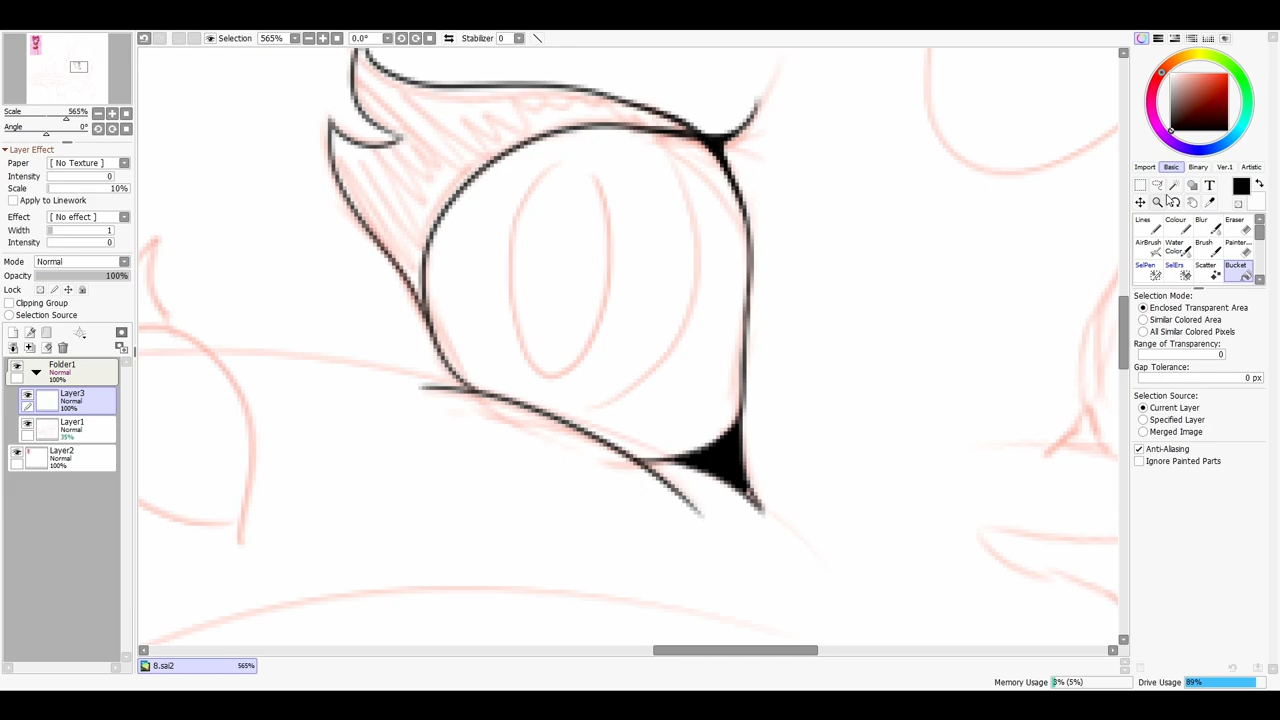 Selection 565% 0.0° Stabilizer 0
Scale 565%
Angle 0°
Layer Effect
Paper [ No Texture ]
Intensity 0
Scale 10%
Apply to Linework
Effect [ No effect ]
Width 1
Intensity 0
Mode Normal
Opacity 100%
Lock
Clipping Group
Selection Source
Folder1
Normal
100%
Layer3
Normal
100%
Layer1
Normal
35%
Layer2
Normal
100%
8.sai2 565%
Import Basic Binary Ver.1 Artistic
T
Lines Colour Blur Eraser
AirBrush Water Color Brush Painter...
SelPen SelErs Scatter Bucket
Selection Mode:
Enclosed Transparent Area
Similar Colored Area
All Similar Colored Pixels
Range of Transparency:
0
Gap Tolerance:
0 px
Selection Source:
Current Layer
Specified Layer
Merged Image
Anti-Aliasing
Ignore Painted Parts
Memory Usage 3% (5%) Drive Usage 89%